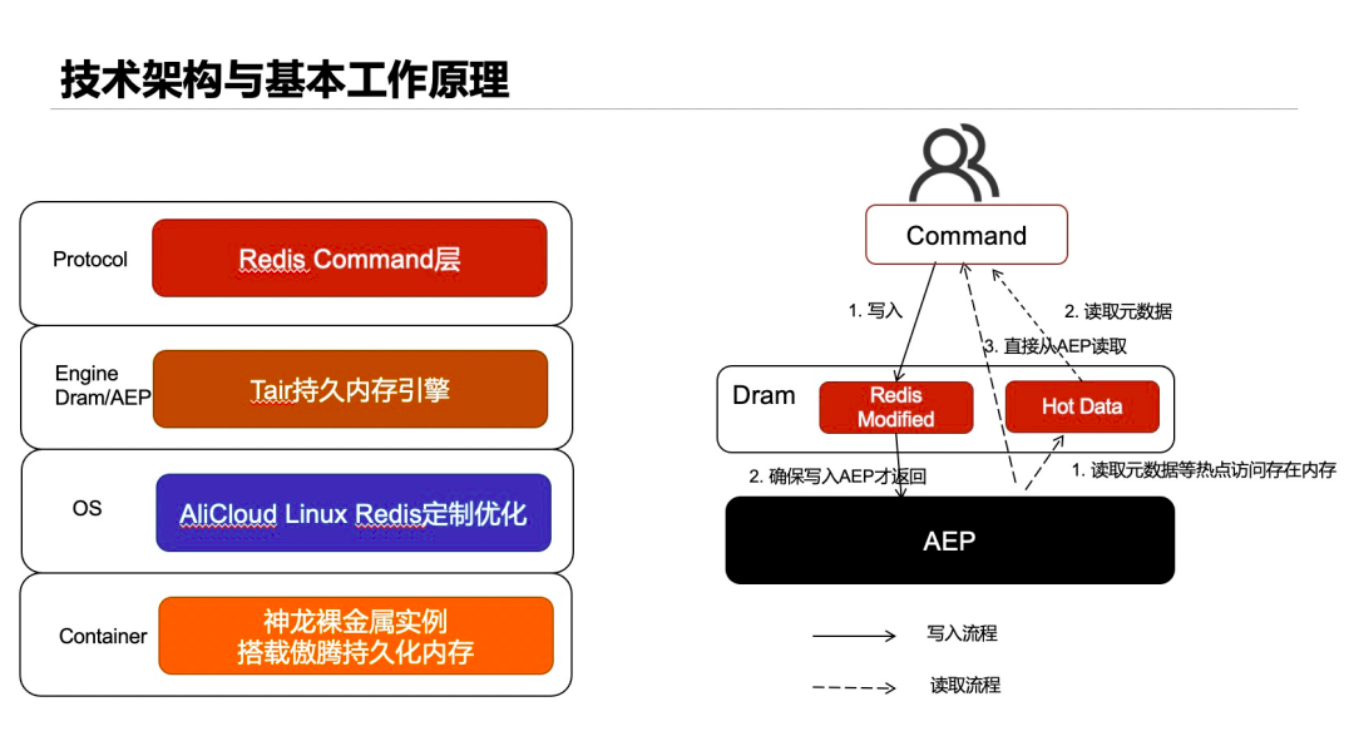 技术架构与基本工作原理
Protocol
Redis Command层
Engine
Dram/AEP
Tair持久内存引擎
OS
AliCloud Linux Redis定制优化
Container
神龙裸金属实例
搭载傲腾持久化内存
Command
1. 写入
2. 读取元数据
3. 直接从AEP读取
Dram
Redis
Modified
Hot Data
2. 确保写入AEP才返回
1. 读取元数据等热点访问存在内存
AEP
写入流程
读取流程